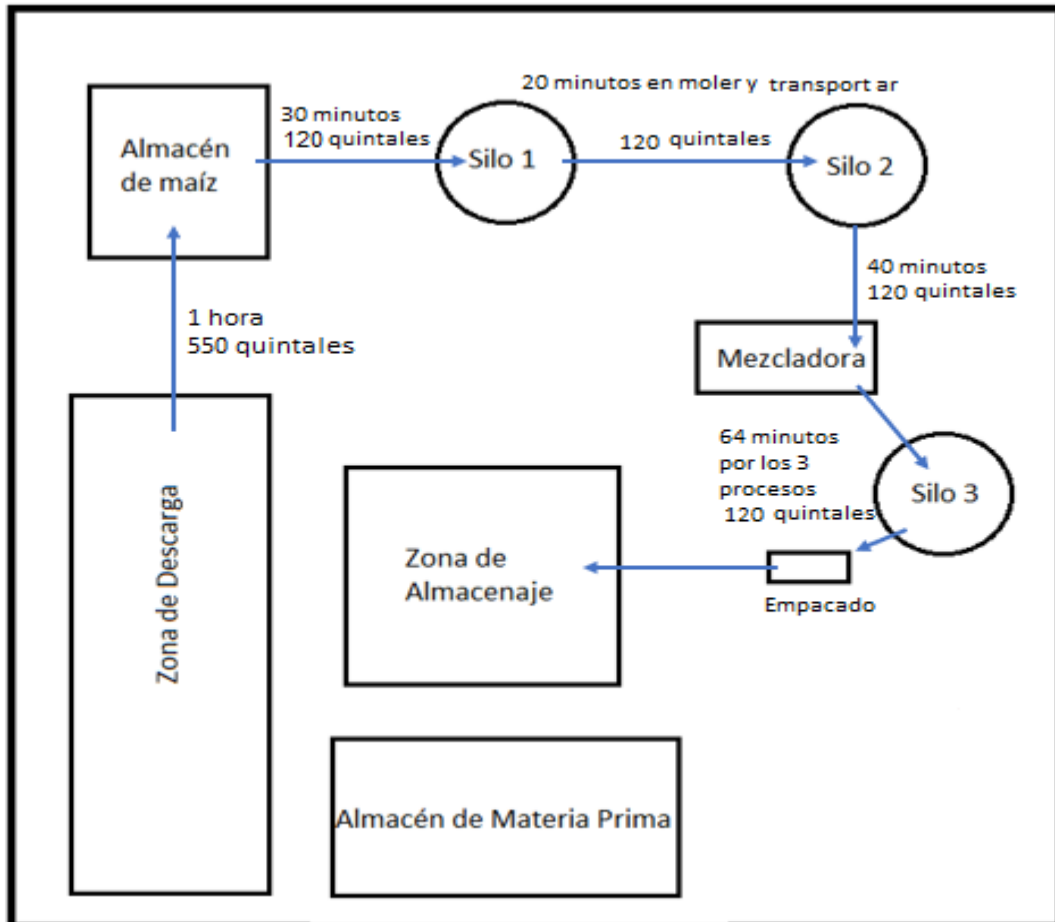 20 minutos en moler y transport ar
30 minutos
120 quintales
Almacén
de maíz
Silo 1
120 quintales
Silo 2
40 minutos
120 quintales
1 hora
550 quintales
Mezcladora
64 minutos
por los 3
procesos
120 quintales
Silo 3
Zona de Descarga
Zona de
Almacenaje
Empacado
Almacén de Materia Prima